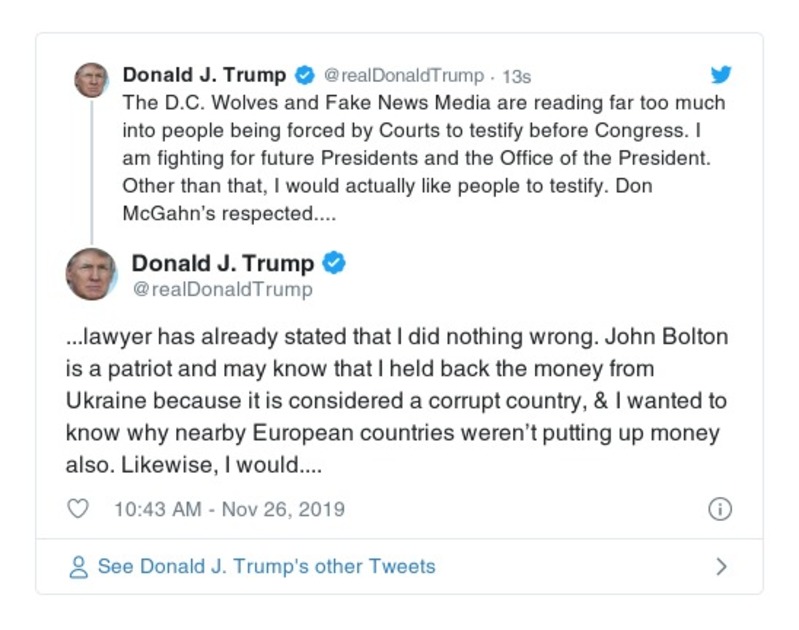 Donald J. Trump @realDonaldTrump · 13s
The D.C. Wolves and Fake News Media are reading far too much
into people being forced by Courts to testify before Congress. I
am fighting for future Presidents and the Office of the President.
Other than that, I would actually like people to testify. Don
McGahn’s respected....
Donald J. Trump
@realDonaldTrump
...lawyer has already stated that I did nothing wrong. John Bolton
is a patriot and may know that I held back the money from
Ukraine because it is considered a corrupt country, & I wanted to
know why nearby European countries weren’t putting up money
also. Likewise, I would....
10:43 AM - Nov 26, 2019
See Donald J. Trump's other Tweets